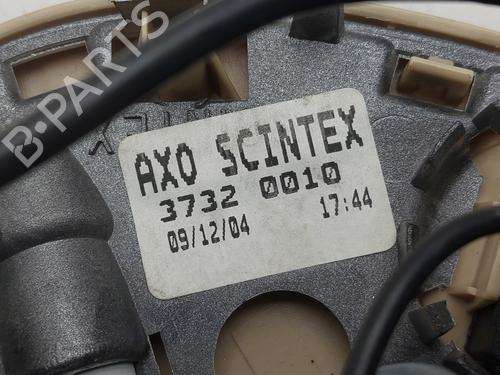 B-PARTS
AXO SCINTEX
3732 0010
09/12/04 17:44